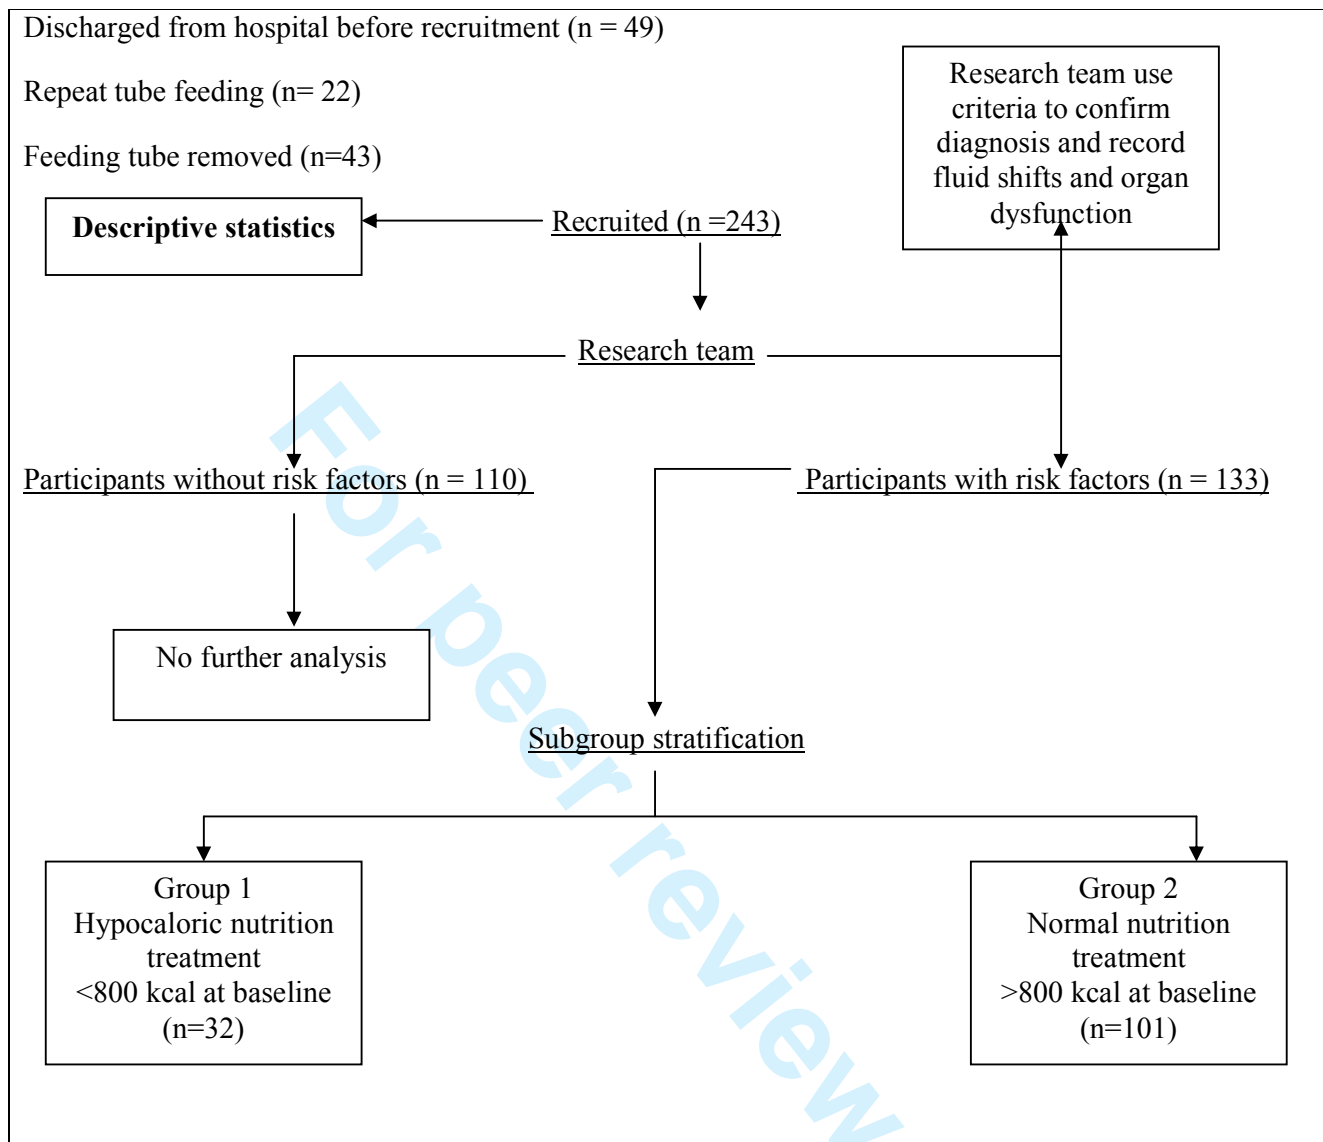 Discharged from hospital before recruitment (n = 49)
Repeat tube feeding (n= 22)
Feeding tube removed (n=43)
Research team use
criteria to confirm
diagnosis and record
fluid shifts and organ
dysfunction
Descriptive statistics
Recruited (n =243)
Research team
Participants without risk factors (n = 110)
Participants with risk factors (n = 133)
No further analysis
Subgroup stratification
Group 1
Hypocaloric nutrition
treatment
<800 kcal at baseline
(n=32)
Group 2
Normal nutrition
treatment
>800 kcal at baseline
(n=101)
For peer review